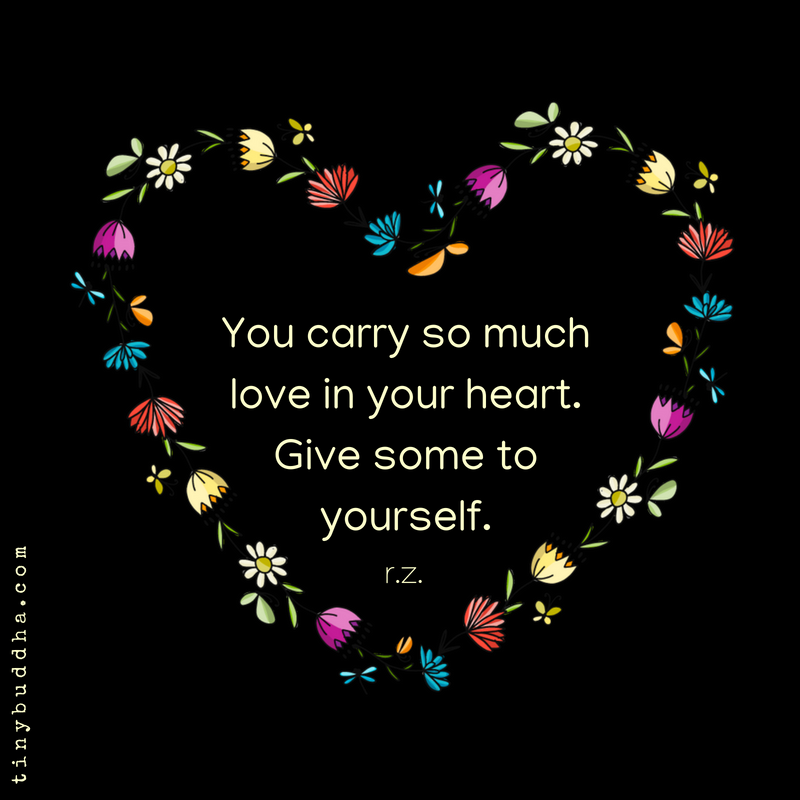 You carry so much
love in your heart.
Give some to
yourself.
r.z.
tinybuddha.com